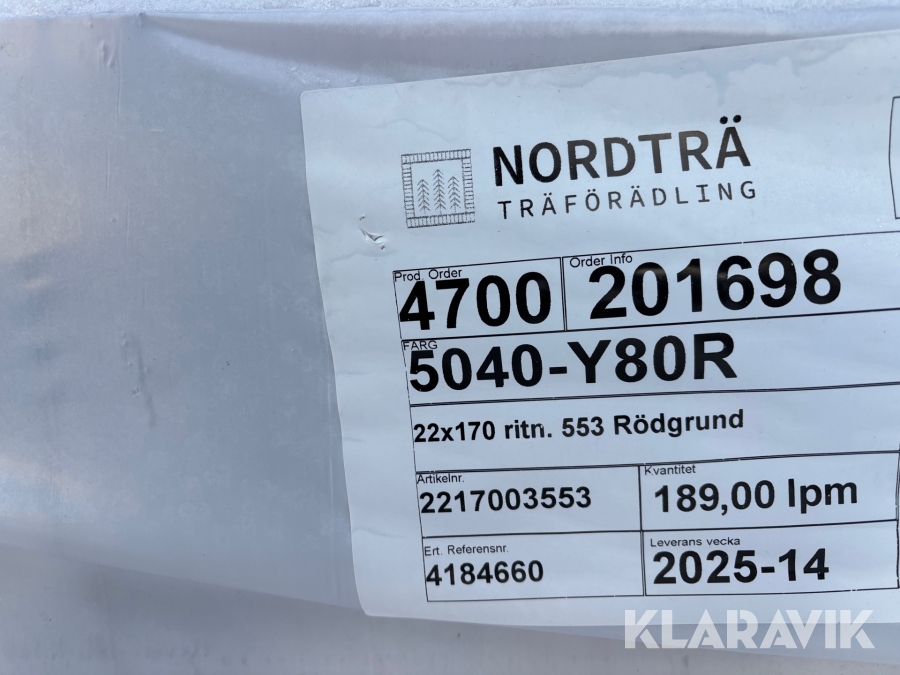 NORDTRÄ
TRÄFÖRÄDLING
Prod. Order
4700
Order Info
201698
FÄRG
5040-Y80R
22x170 ritn. 553 Rödgrund
Artikelnr.
2217003553
Kvantitet
189,00 lpm
Ert. Referensnr.
4184660
Leverans vecka
2025-14
KLARAVIK